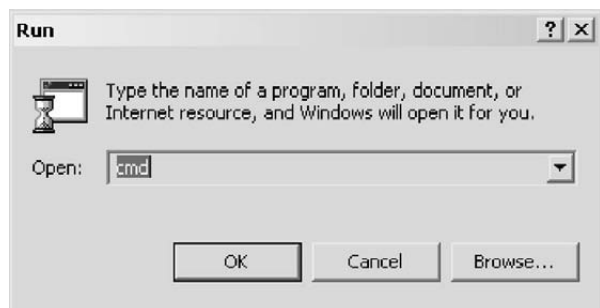 Run
?
×
Type the name of a program, folder, document, or
Internet resource, and Windows will open it for you.
Open:
cmd
OK
Cancel
Browse...